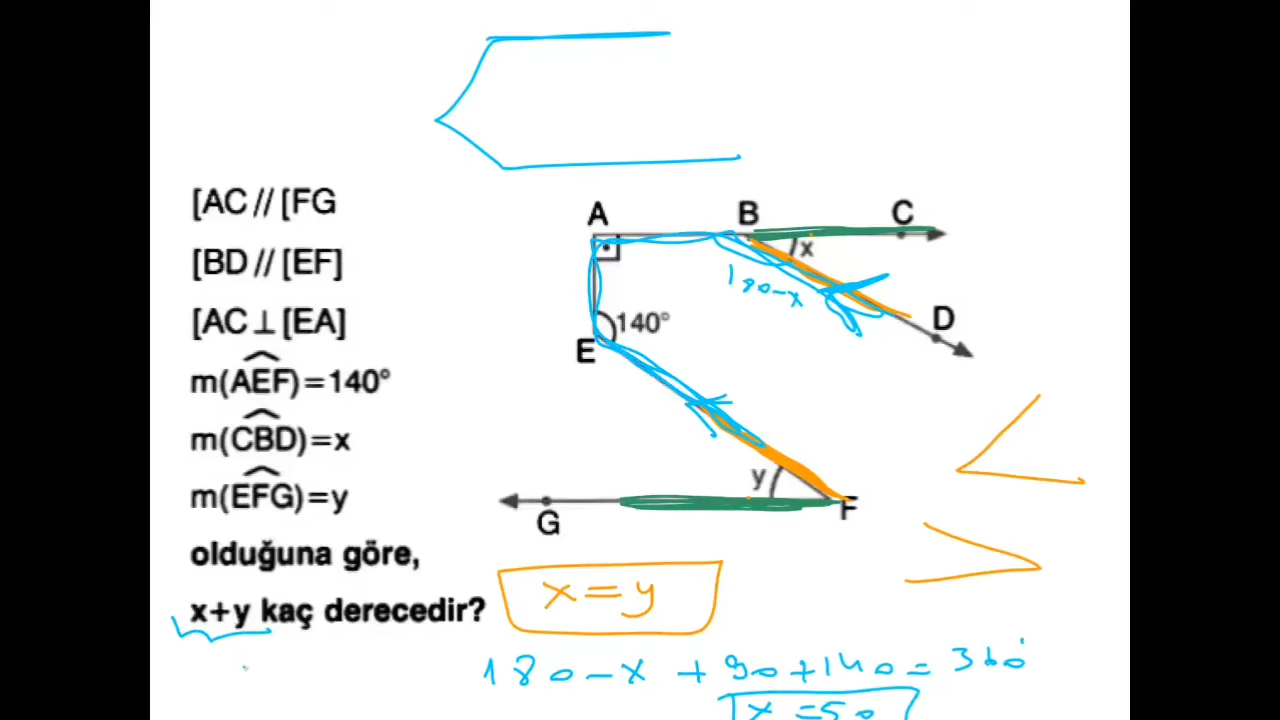 [AC // [FG
[BD // [EF]
[AC ⊥ [EA]
m(AEF)=140°
m(CBD)=x
m(EFG)=y
olduğuna göre,
x+y kaç derecedir?
A B C
x
180-x
140°
D
E
y
G F
x=y
180-x+90+140=360°
x=50